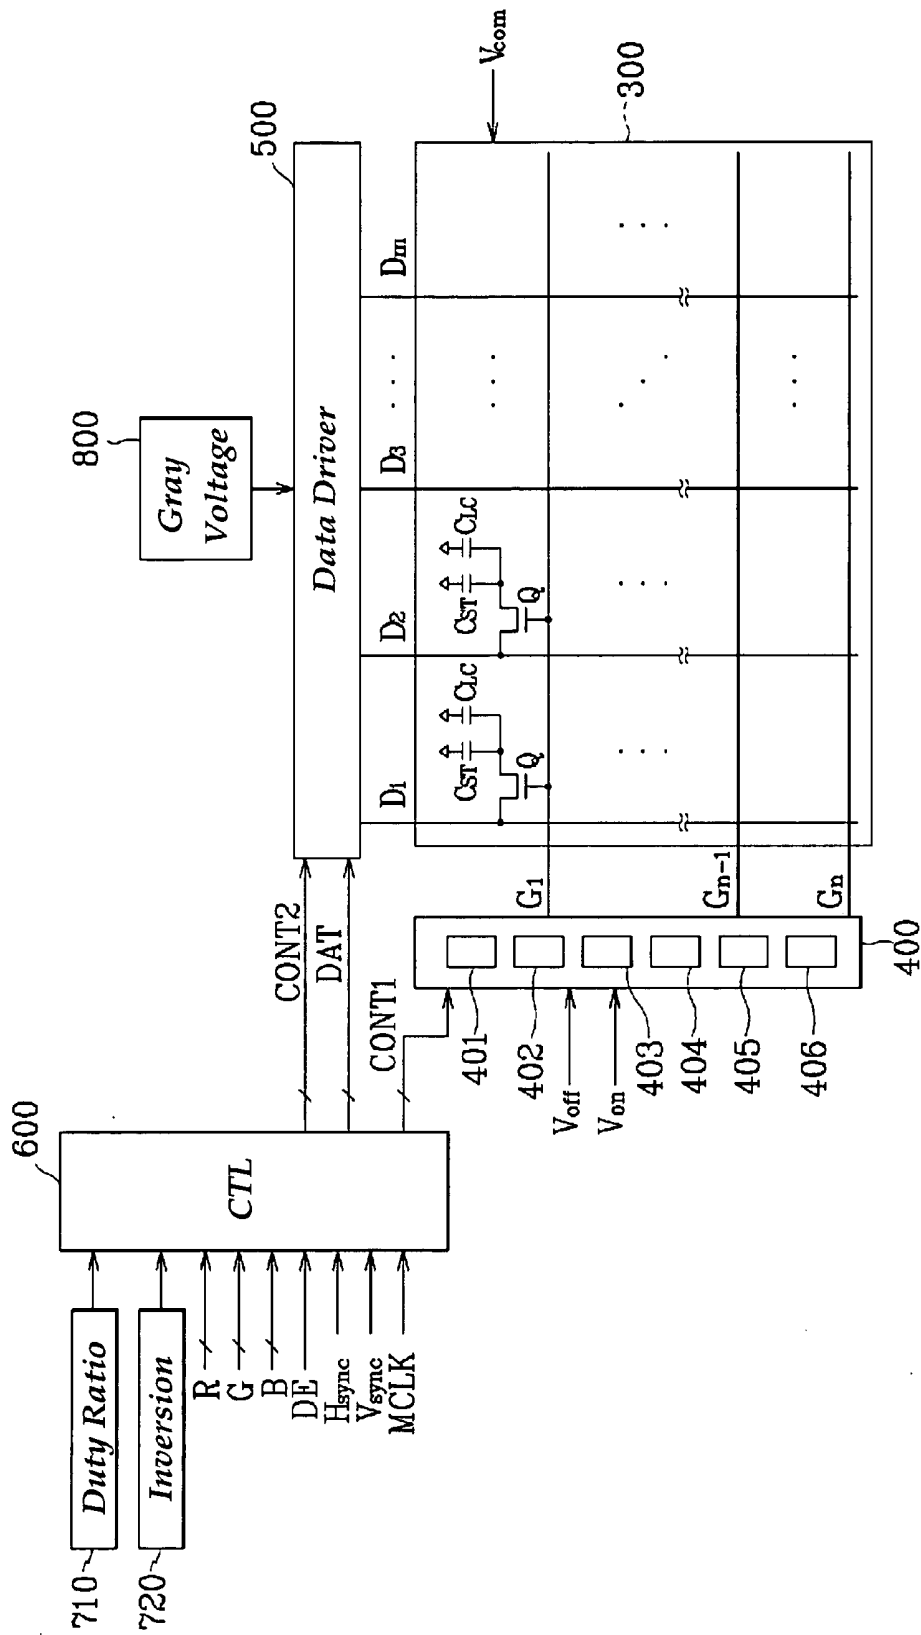 710
Duty Ratio
720
Inversion
R
G
B
DE
Hsync
Vsync
MCLK
600
CTL
CONT2
DAT
CONT1
800
Gray
Voltage
500
Data Driver
D1
D2
D3
Dm
CST
CLC
Q
CST
CLC
Q
Vcom
300
G1
Gn-1
Gn
400
401
402
403
404
405
406
Voff
Von